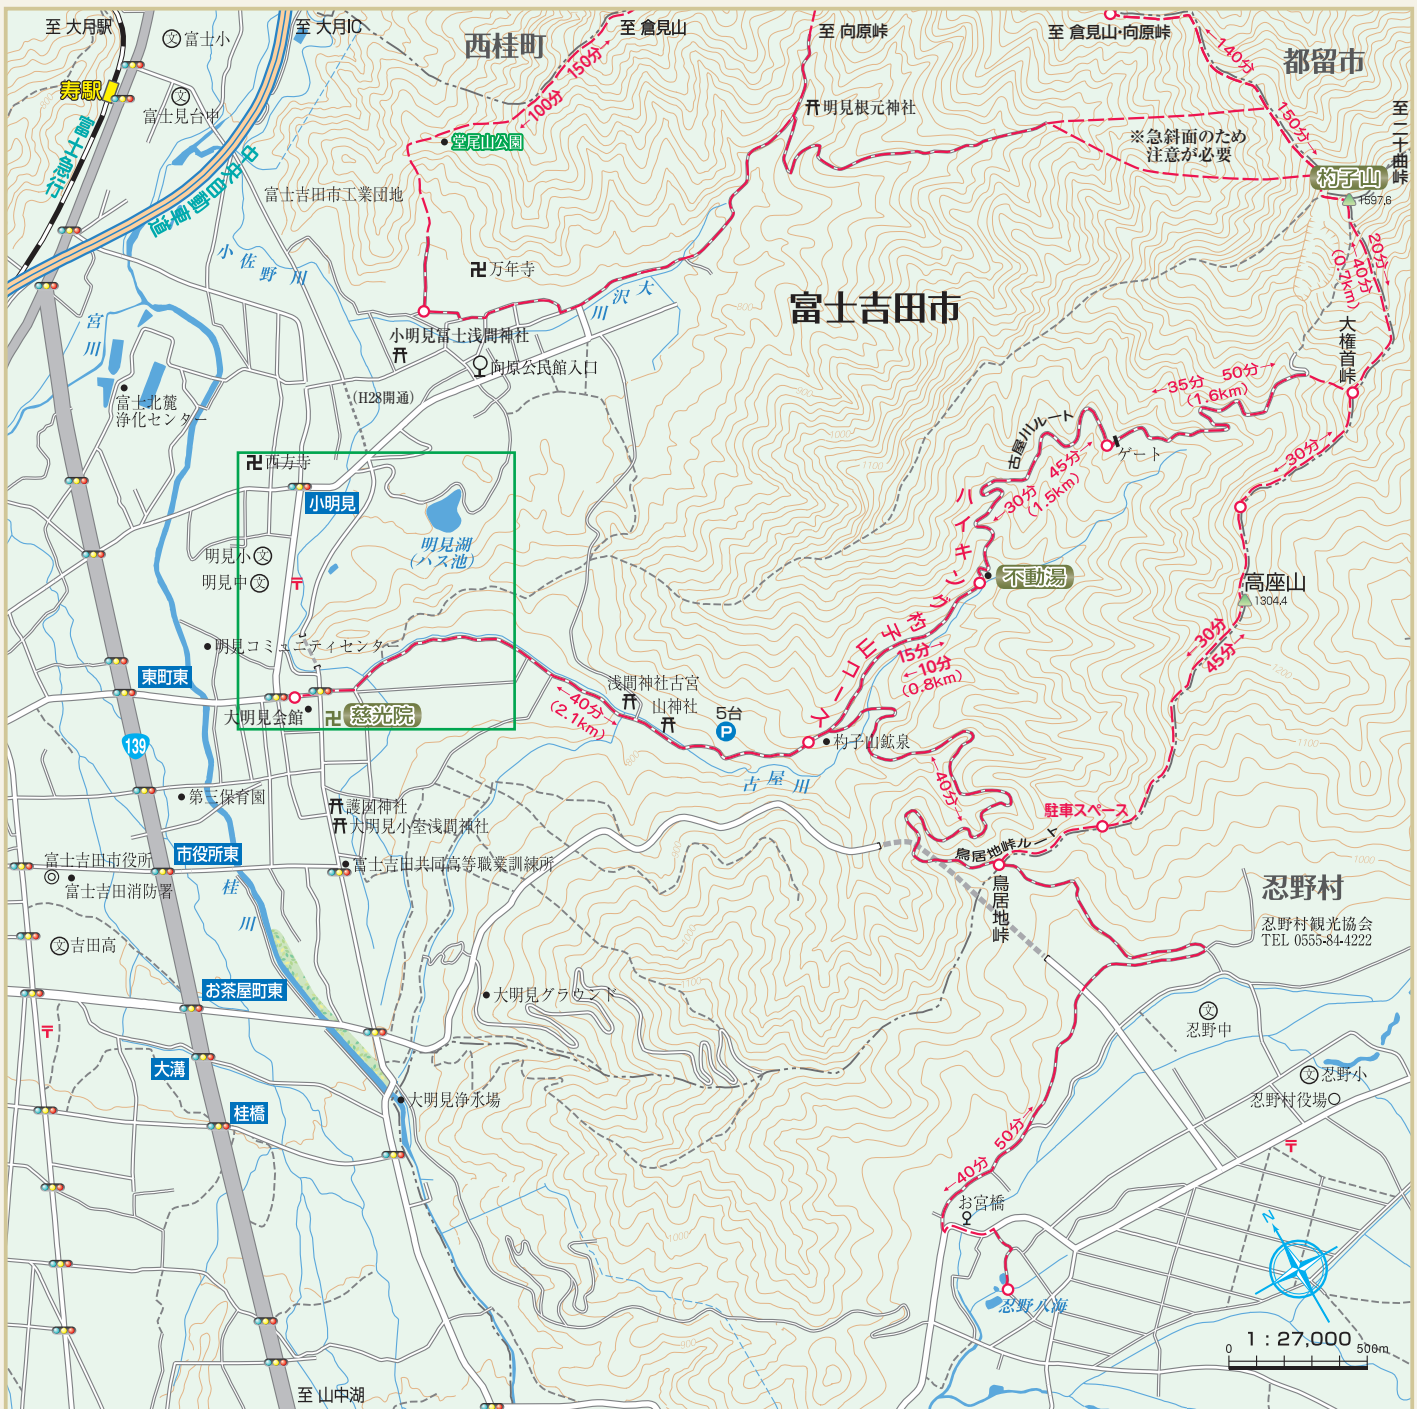 至 大月駅
富士小
至 大月IC
西桂町
至 倉見山
至 向原峠
至 倉見山・向原峠
都留市
寿駅
富士見台中
富士急行
中央自動車道
150分
100分
堂尾山公園
明見根元神社
140分
150分
至 二十曲峠
※急斜面のため
注意が必要
杓子山
1597.6
富士吉田市工業団地
小佐野川
万年寺
大沢川
富士吉田市
800
20分
40分
(0.7km)
大権首峠
宮川
小明見富士浅間神社
向原公民館入口
(H28開通)
富士北麓
浄化センター
35分 50分
(1.6km)
古屋川ルート
ゲート
1000
1100
30分
西方寺
小明見
明見湖
(ハス池)
30分 45分
(1.5km)
ハイキング杓子山コース
明見小
明見中
不動湯
高座山
1304.4
30分
45分
明見コミュニティセンター
15分
10分
(0.8km)
東町東
浅間神社古宮
山神社
40分
(2.1km)
5台
P
大明見会館
慈光院
杓子山鉱泉
139
古屋川
40分
駐車スペース
1100
1000
第三保育園
護国神社
大明見小室浅間神社
市役所東
富士吉田市役所
富士吉田消防署
富士吉田共同高等職業訓練所
鳥居地峠ルート
鳥居地峠
忍野村
忍野村観光協会
TEL 0555-84-4222
桂川
吉田高
お茶屋町東
大明見グラウンド
忍野中
大溝
大明見浄水場
忍野小
忍野村役場
桂橋
40分 50分
お宮橋
N
忍野八海
1000
900
1 : 27,000
0 500m
至 山中湖